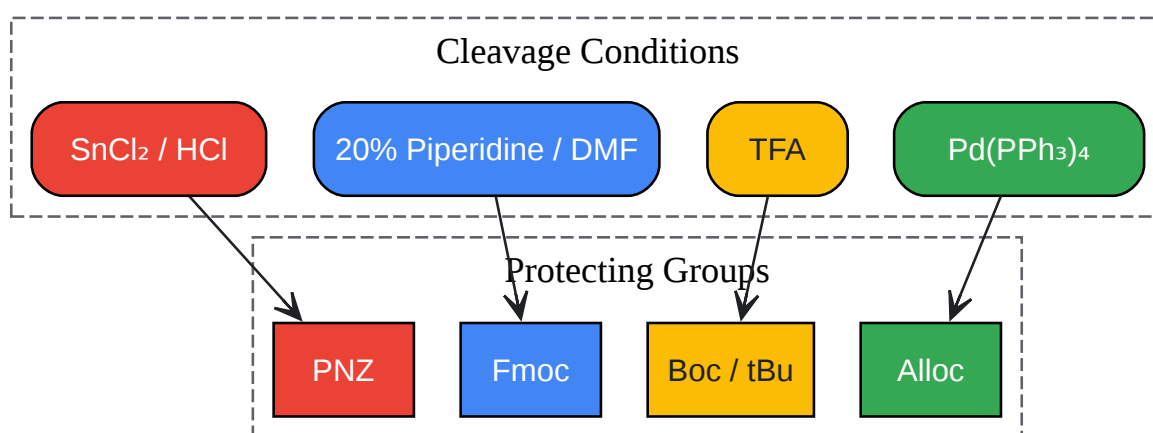 Cleavage Conditions
SnCl₂ / HCl
20% Piperidine / DMF
TFA
Pd(PPh₃)₄
Protecting Groups
PNZ
Fmoc
Boc / tBu
Alloc